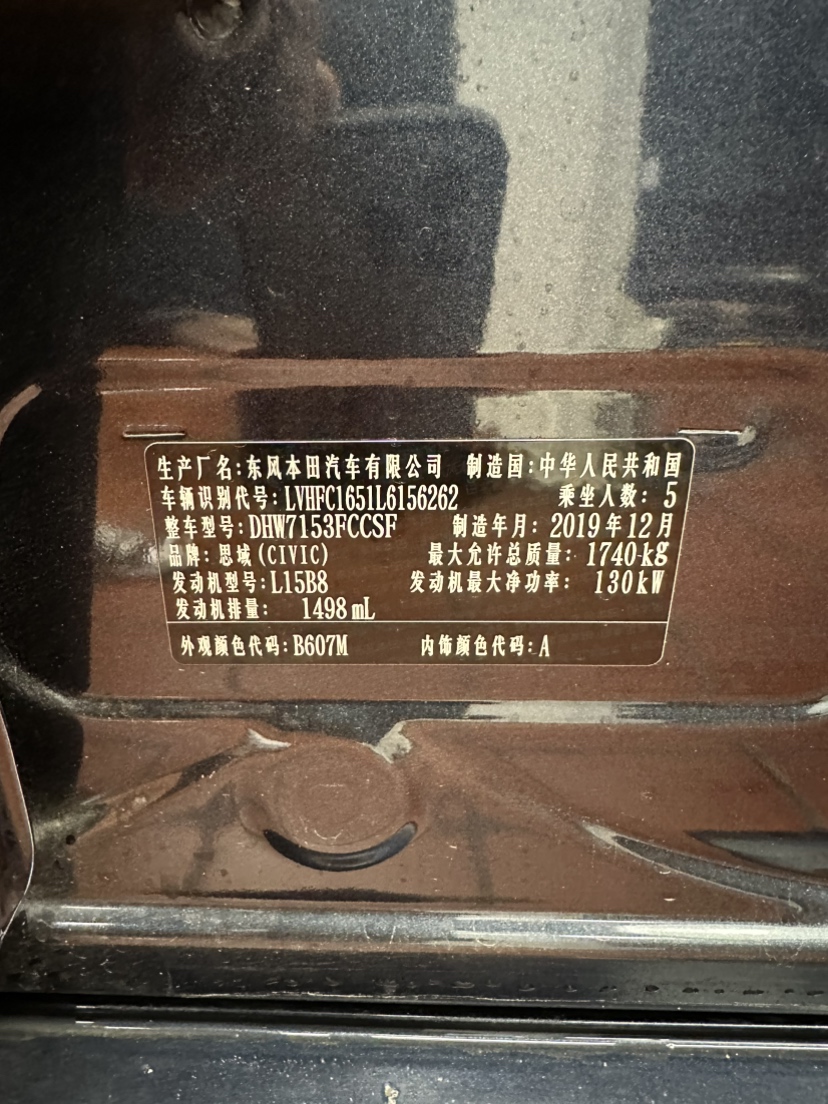 生产厂名:东风本田汽车有限公司 制造国:中华人民共和国
车辆识别代号:LVHFC1651L6156262 乘坐人数:5
整车型号:DHW7153FCCSF 制造年月:2019年12月
品牌:思域(CIVIC) 最大允许总质量:1740kg
发动机型号:L15B8 发动机最大净功率:130kW
发动机排量: 1498mL
外观颜色代码:B607M 内饰颜色代码:A